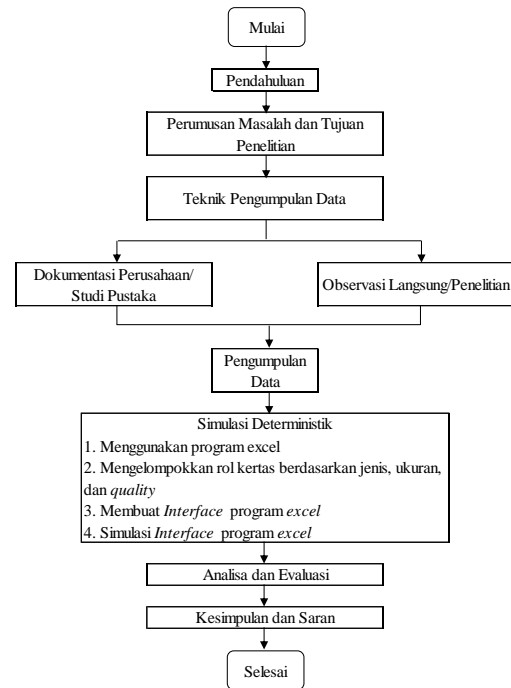 Mulai
Pendahuluan
Perumusan Masalah dan Tujuan
Penelitian
Teknik Pengumpulan Data
Dokumentasi Perusahaan/
Studi Pustaka
Observasi Langsung/Penelitian
Pengumpulan
Data
Simulasi Deterministik
1. Menggunakan program excel
2. Mengelompokkan rol kertas berdasarkan jenis, ukuran,
dan quality
3. Membuat Interface program excel
4. Simulasi Interface program excel
Analisa dan Evaluasi
Kesimpulan dan Saran
Selesai